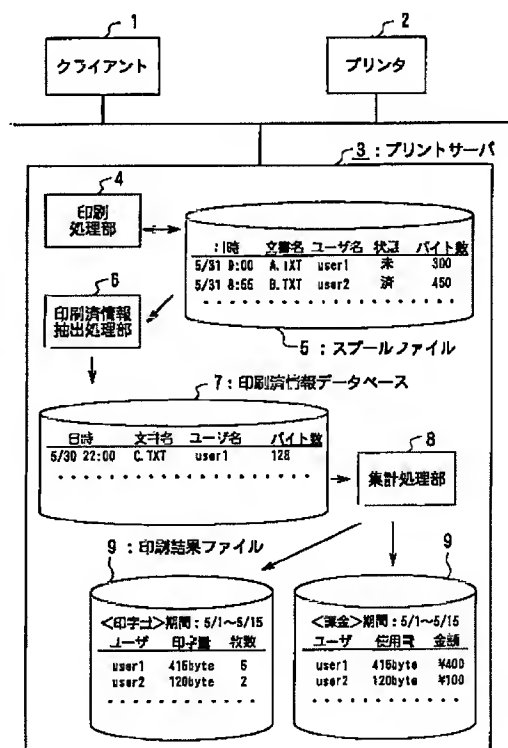 1
2
クライアント
プリンタ
3：プリントサーバ
4
印刷
処理部
日時 文書名 ユーザ名 状況 バイト数
5/31 9:00 A.TXT user1 未 300
5/31 8:55 B.TXT user2 済 450
6
印刷済情報
抽出処理部
5：スプールファイル
7：印刷済情報データベース
日時 文書名 ユーザ名 バイト数
5/30 22:00 C.TXT user1 128
8
集計処理部
9：印刷結果ファイル
9
<印字量>期間：5/1～5/15
ユーザ 印字量 枚数
user1 415byte 5
user2 120byte 2
<課金>期間：5/1～5/15
ユーザ 使用量 金額
user1 415byte ¥400
user2 120byte ¥100